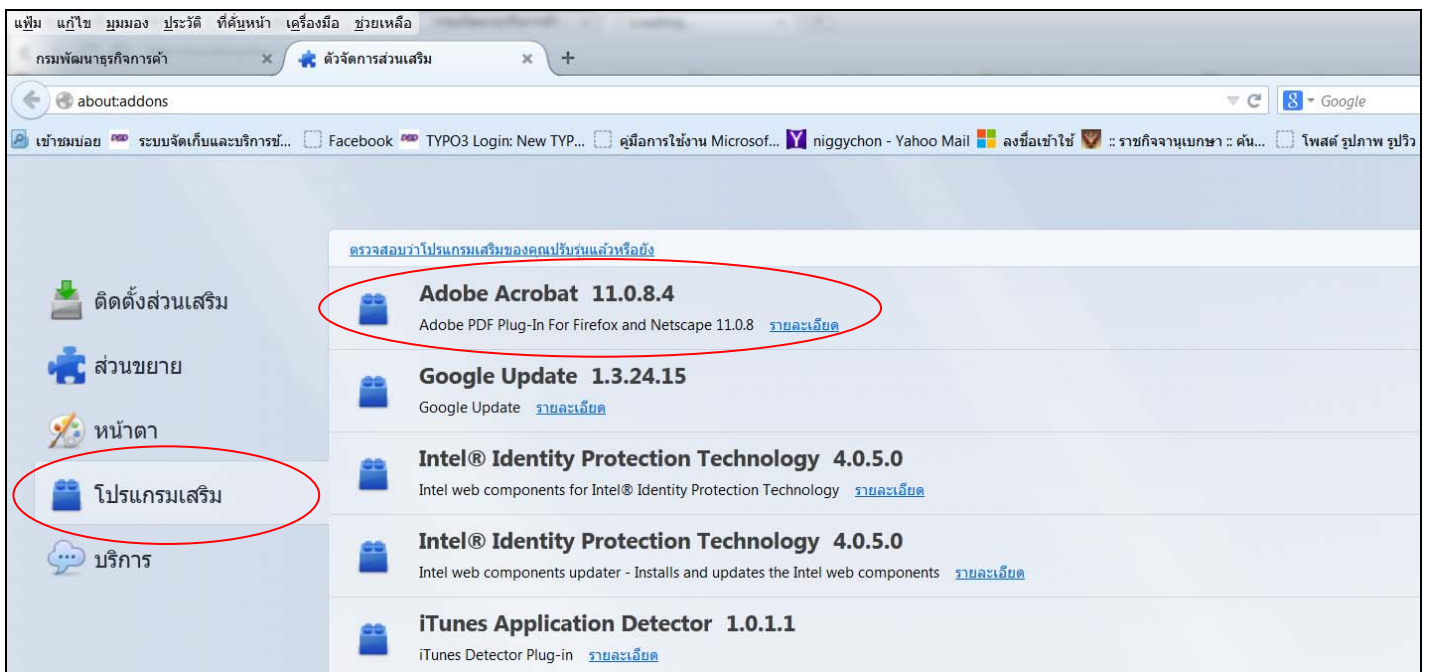 แฟ้ม แก้ไข มุมมอง ประวัติ ที่คั่นหน้า เครื่องมือ ช่วยเหลือ
กรมพัฒนาธุรกิจการค้า × ตัวจัดการส่วนเสริม × +
about:addons 8 Google
เข้าชมบ่อย DBD ระบบจัดเก็บและบริการข้... Facebook DBD TYPO3 Login: New TYP... คู่มือการใช้งาน Microsof... Y niggychon - Yahoo Mail ลงชื่อเข้าใช้ :: ราชกิจจานุเบกษา :: ค้น... โพสต์ รูปภาพ รูปวิว
ตรวจสอบว่าโปรแกรมเสริมของคุณปรับรุ่นแล้วหรือยัง
ติดตั้งส่วนเสริม
ส่วนขยาย
หน้าตา
โปรแกรมเสริม
บริการ
Adobe Acrobat 11.0.8.4
Adobe PDF Plug-In For Firefox and Netscape 11.0.8 รายละเอียด
Google Update 1.3.24.15
Google Update รายละเอียด
Intel® Identity Protection Technology 4.0.5.0
Intel web components for Intel® Identity Protection Technology รายละเอียด
Intel® Identity Protection Technology 4.0.5.0
Intel web components updater - Installs and updates the Intel web components รายละเอียด
iTunes Application Detector 1.0.1.1
iTunes Detector Plug-in รายละเอียด